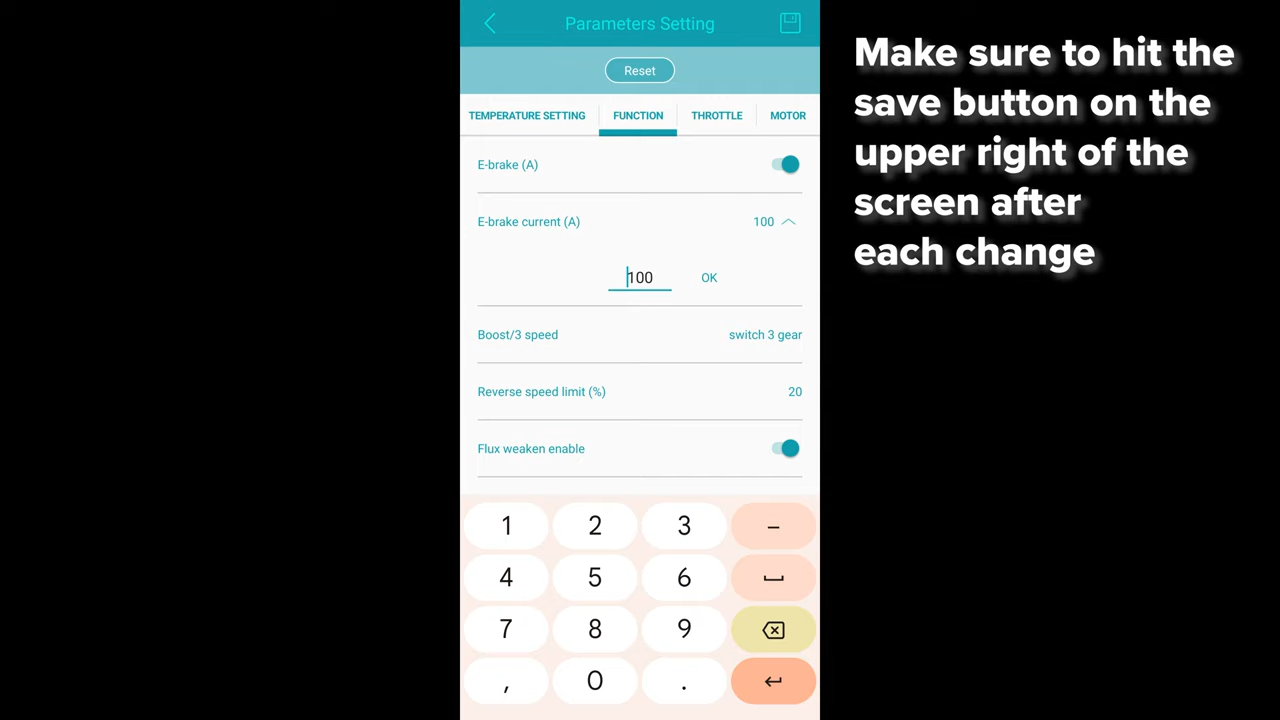 Parameters Setting
Reset
TEMPERATURE SETTING FUNCTION THROTTLE MOTOR
E-brake (A)
E-brake current (A) 100
100 OK
Boost/3 speed switch 3 gear
Reverse speed limit (%) 20
Flux weaken enable
1 2 3 –
4 5 6
7 8 9
, 0 .
Make sure to hit the
save button on the
upper right of the
screen after
each change